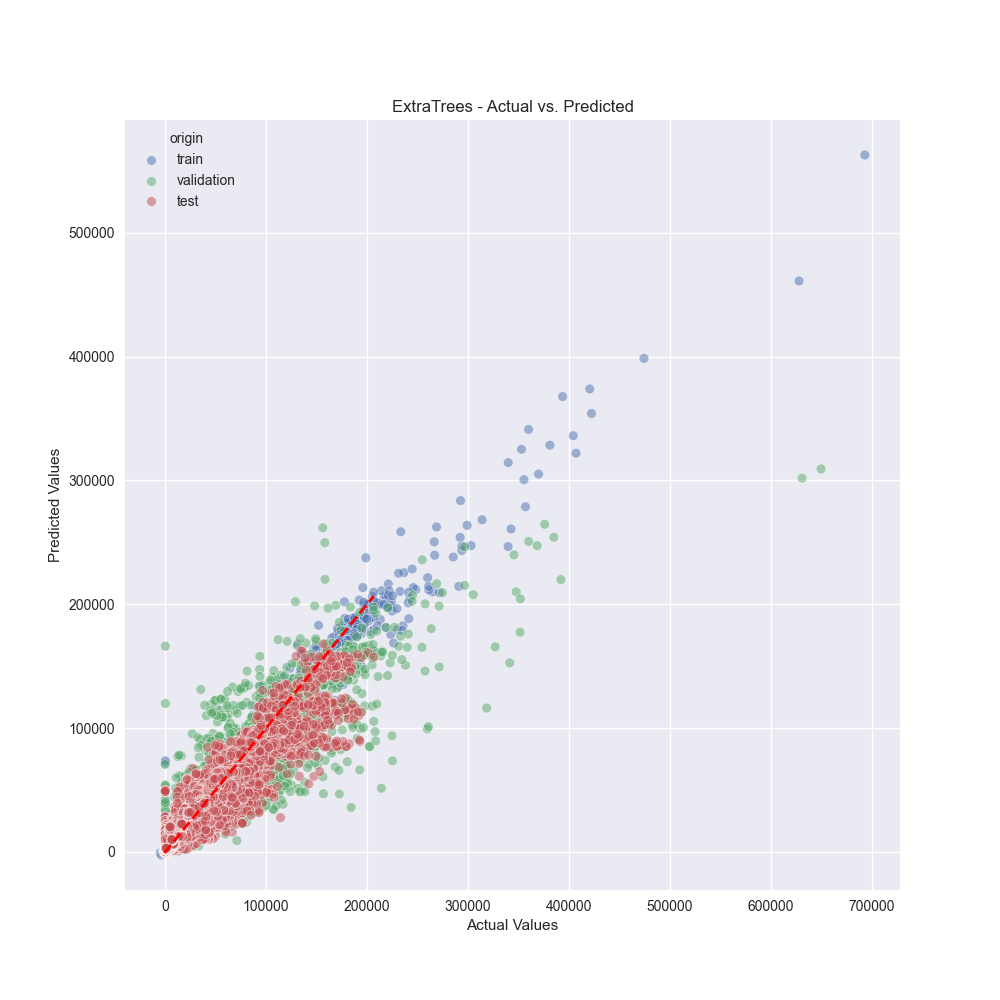 ExtraTrees - Actual vs. Predicted
origin
train
validation
test
500000
400000
300000
200000
100000
0
Predicted Values
0 100000 200000 300000 400000 500000 600000 700000
Actual Values